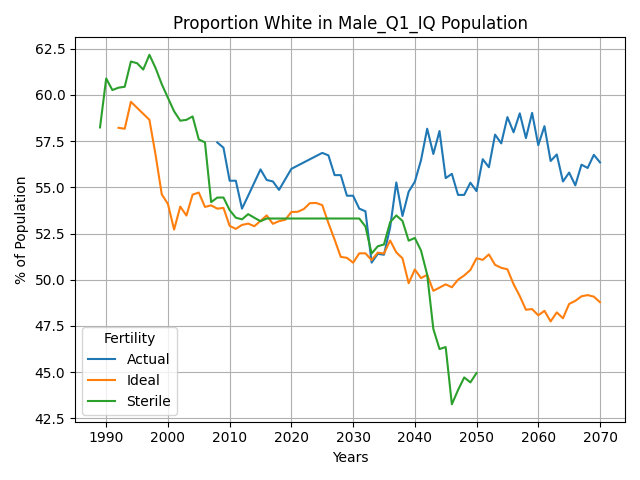 Proportion White in Male_Q1_IQ Population
% of Population
62.5
60.0
57.5
55.0
52.5
50.0
47.5
45.0
42.5
Fertility
Actual
Ideal
Sterile
1990 2000 2010 2020 2030 2040 2050 2060 2070
Years